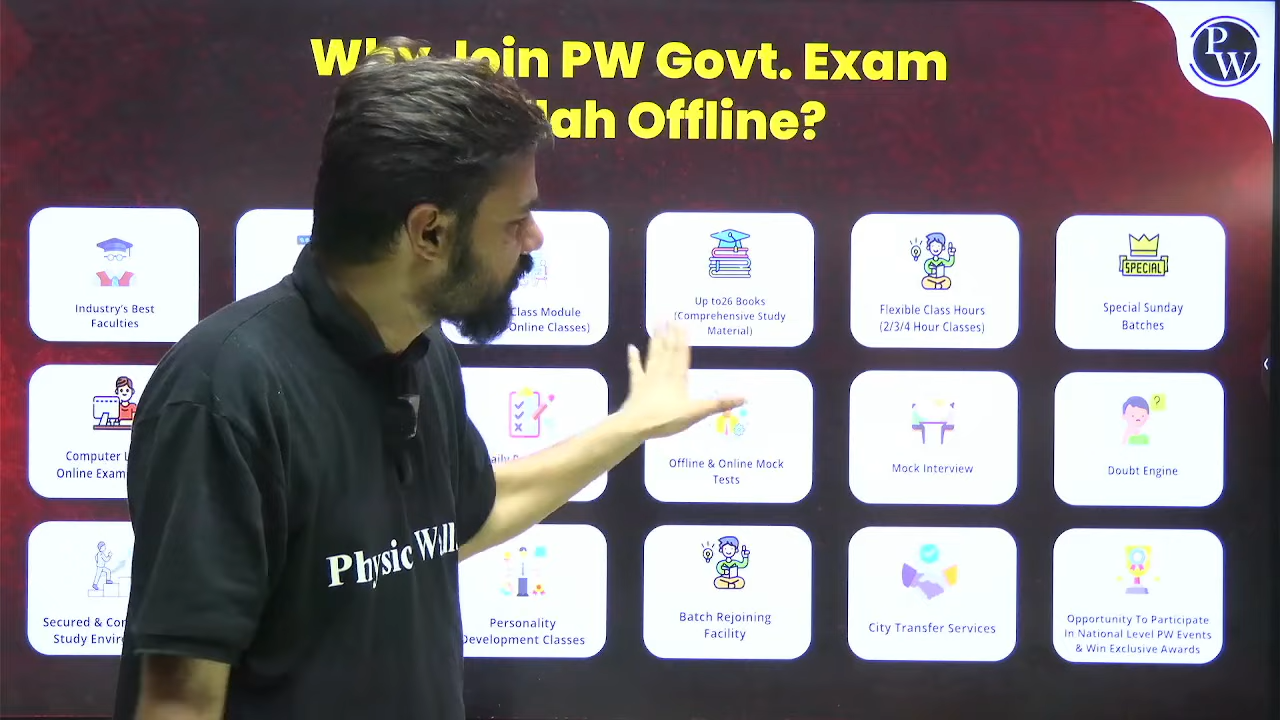 Why Join PW Govt. Exam
lah Offline?
PW
Industry's Best
Faculties
Class Module
Online Classes)
Up to26 Books
(Comprehensive Study
Material)
Flexible Class Hours
(2/3/4 Hour Classes)
SPECIAL
Special Sunday
Batches
Computer
Online Exam
Offline & Online Mock
Tests
Mock Interview
?
Doubt Engine
Secured &
Study
Personality
Development Classes
Batch Rejoining
Facility
City Transfer Services
Opportunity To Participate
In National Level PW Events
& Win Exclusive Awards
Physic Wall